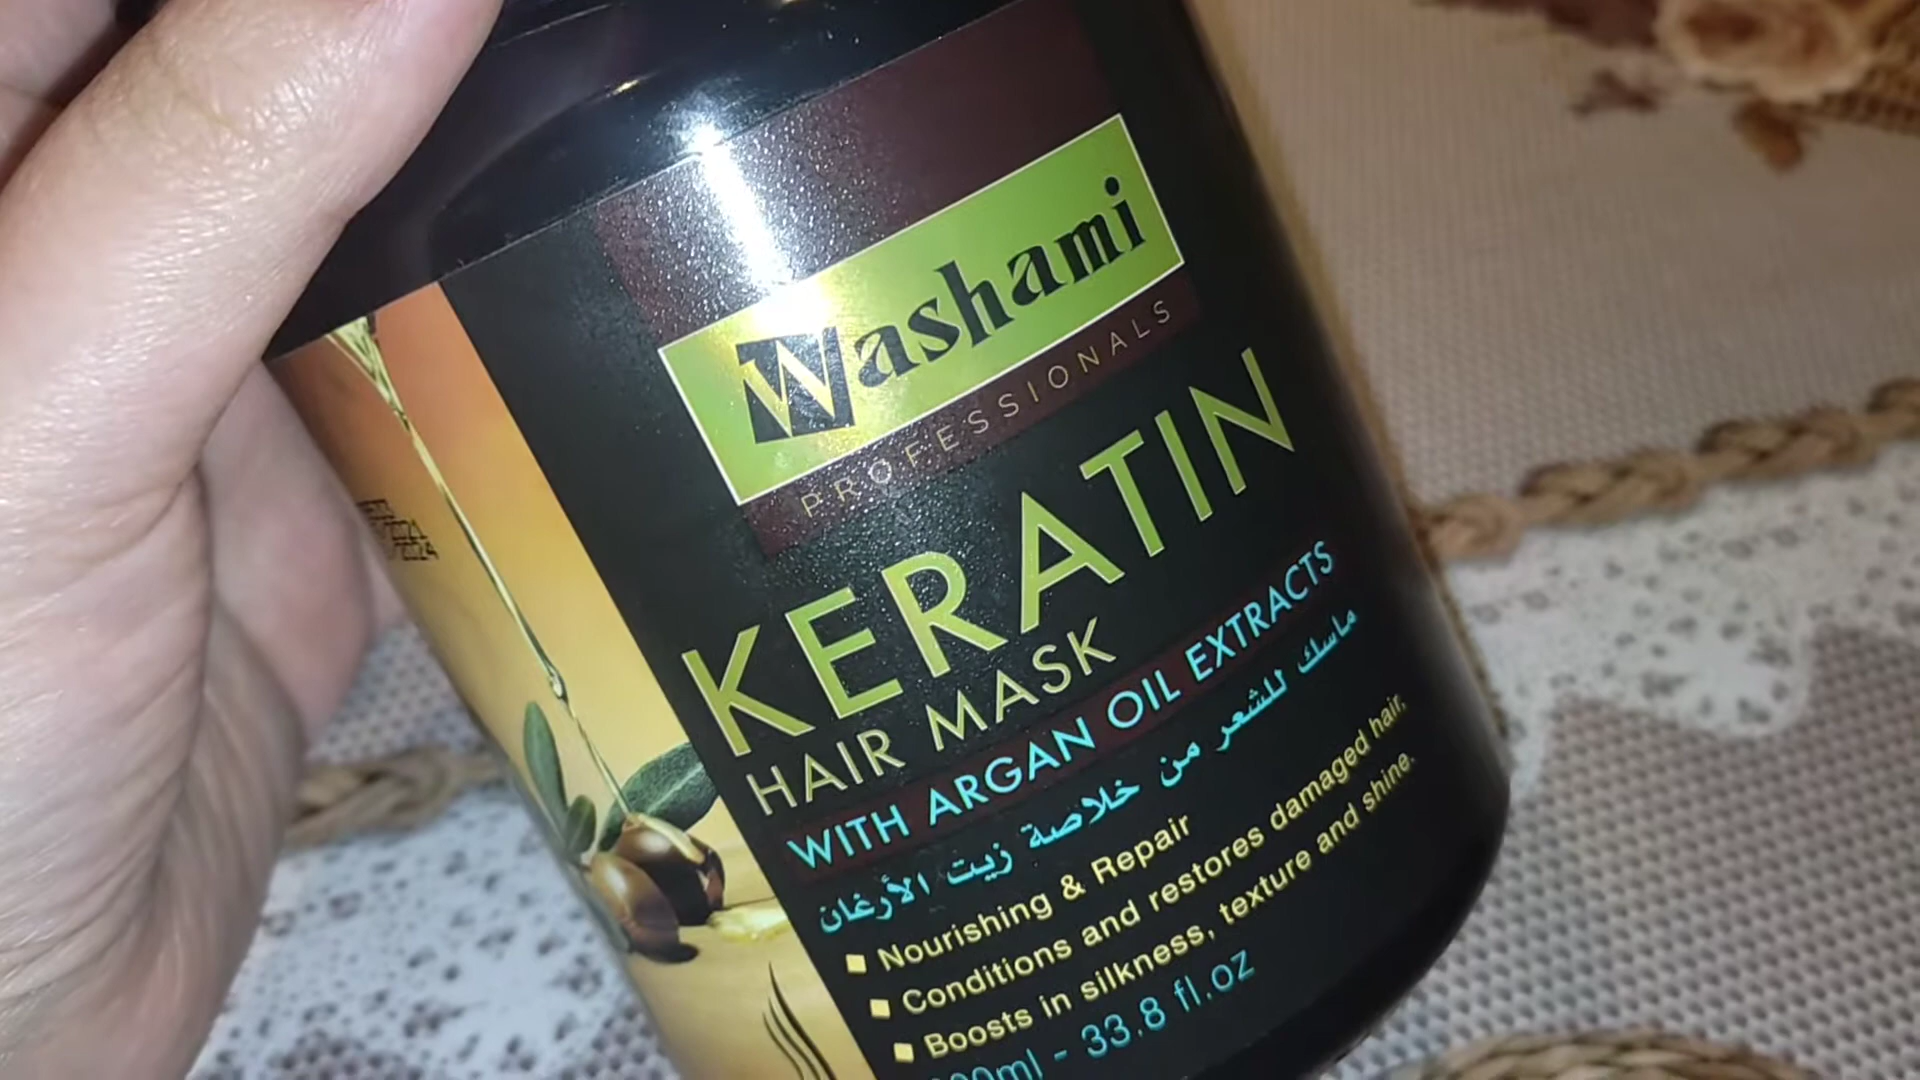 Washami
PROFESSIONALS
KERATIN
HAIR MASK
WITH ARGAN OIL EXTRACTS
ماسك للشعر من خلاصة زيت الأرغان
Nourishing & Repair
Conditions and restores damaged hair,
Boosts in silkness, texture and shine.
- 33.8 fl.oz